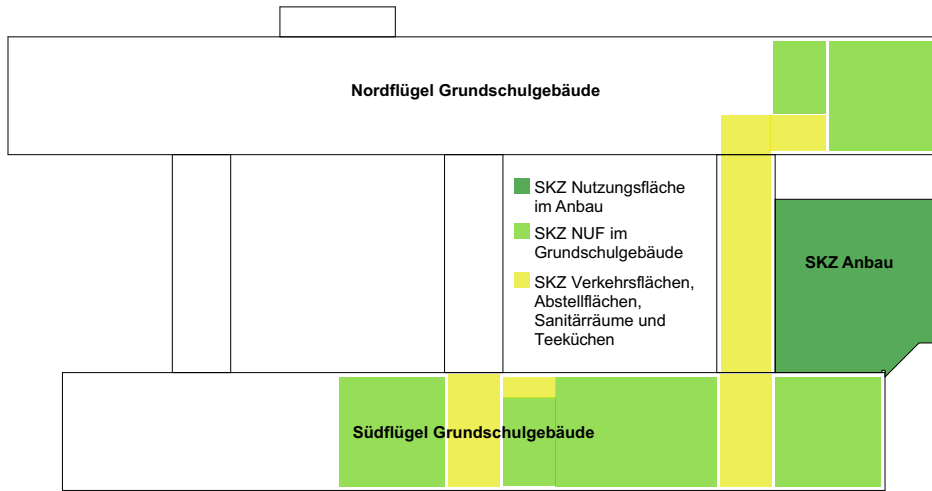 Nordflügel Grundschulgebäude
SKZ Nutzungsfläche
im Anbau
SKZ NUF im
Grundschulgebäude
SKZ Verkehrsflächen,
Abstellflächen,
Sanitärräume und
Teeküchen
SKZ Anbau
Südflügel Grundschulgebäude